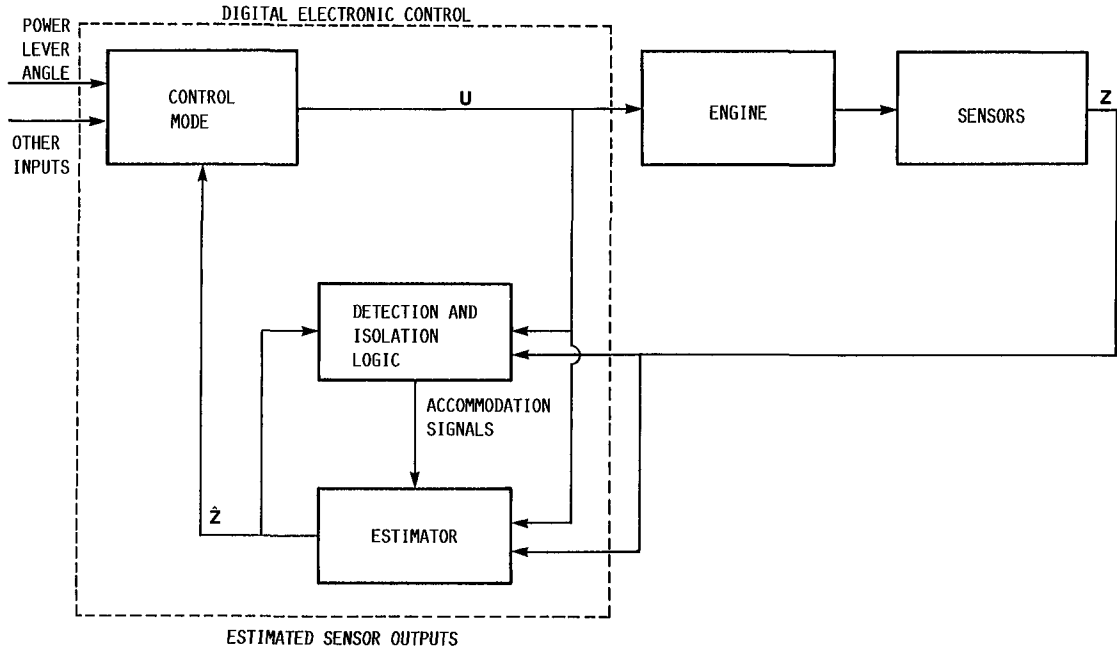 DIGITAL ELECTRONIC CONTROL
POWER
LEVER
ANGLE
OTHER
INPUTS
CONTROL
MODE
U
ENGINE
SENSORS
Z
DETECTION AND
ISOLATION
LOGIC
ACCOMMODATION
SIGNALS
Ẑ
ESTIMATOR
ESTIMATED SENSOR OUTPUTS